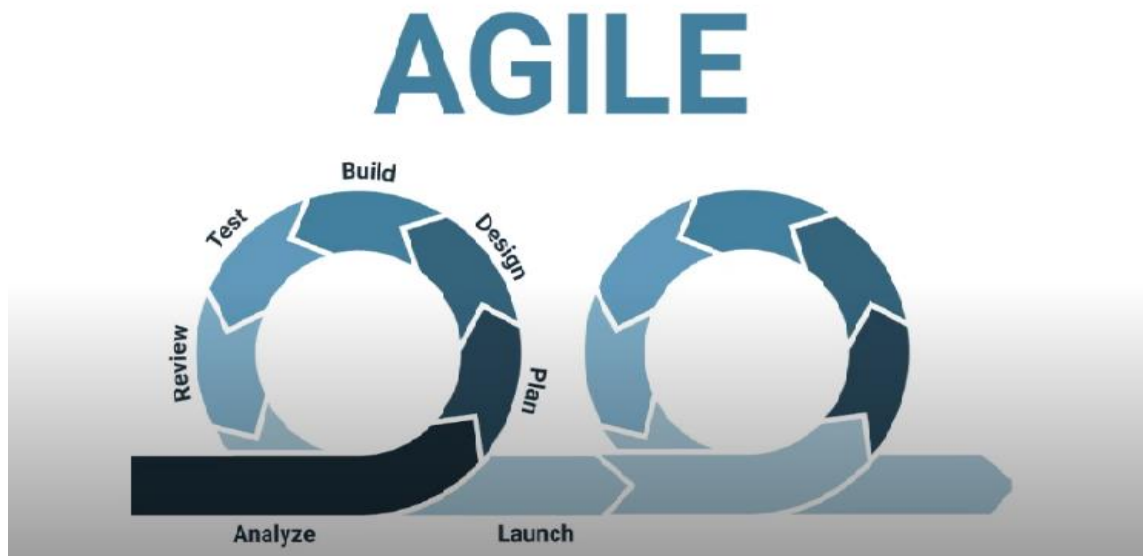 AGILE
Build
Test
Design
Review
Plan
Analyze
Launch